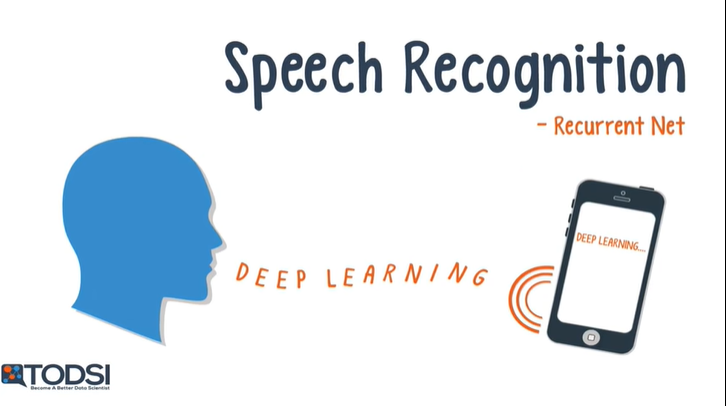 Speech Recognition
- Recurrent Net
DEEP LEARNING...
DEEP LEARNING
TODSI
Become A Better Data Scientist